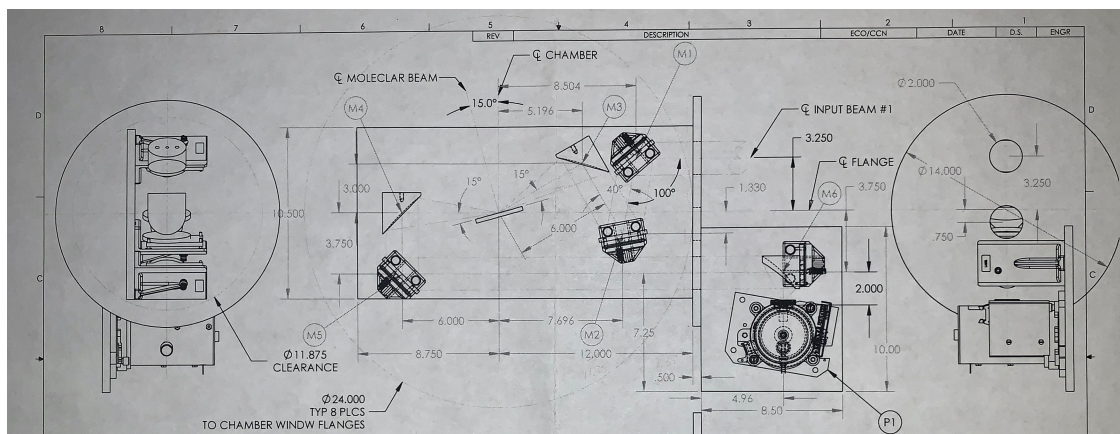 8
7
6
5
4
3
2
1
REV
DESCRIPTION
ECO/CCN
DATE
D.S.
ENGR
℄ CHAMBER
M1
℄ MOLECLAR BEAM
8.504
Ø2.000
M4
15.0°
M3
5.196
℄ INPUT BEAM #1
D
D
3.250
℄ FLANGE
15°
15°
M6
Ø14.000
3.000
40°
100°
1.330
3.750
3.250
10.500
6.000
3.750
.750
C
C
2.000
M5
6.000
7.696
M2
7.25
Ø11.875
CLEARANCE
8.750
12.000
10.00
.500
Ø24.000
TYP 8 PLCS
TO CHAMBER WINDW FLANGES
4.96
8.50
P1